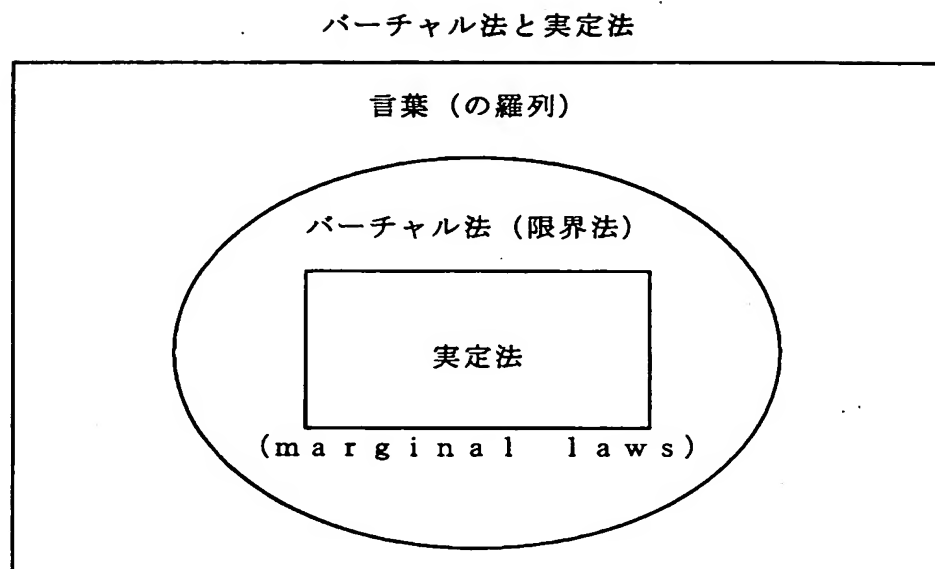 バーチャル法と実定法
言葉（の羅列）
バーチャル法（限界法）
実定法
(marginal laws)